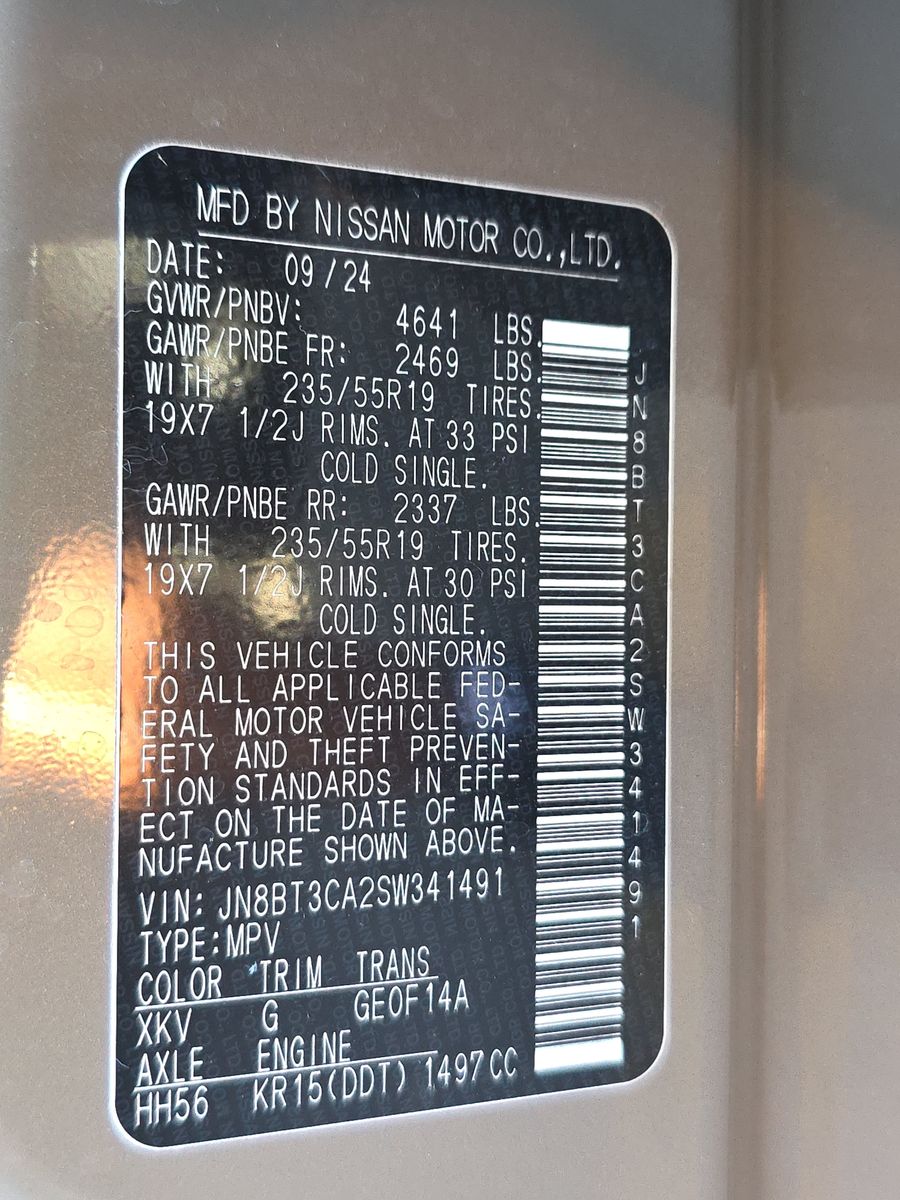 MFD BY NISSAN MOTOR CO.,LTD.
DATE: 09/24
GVWR/PNBV: 4641 LBS.
GAWR/PNBE FR: 2469 LBS.
WITH 235/55R19 TIRES.
19X7 1/2J RIMS. AT 33 PSI
COLD SINGLE.
GAWR/PNBE RR: 2337 LBS.
WITH 235/55R19 TIRES.
19X7 1/2J RIMS. AT 30 PSI
COLD SINGLE.
THIS VEHICLE CONFORMS
TO ALL APPLICABLE FED-
ERAL MOTOR VEHICLE SA-
FETY AND THEFT PREVEN-
TION STANDARDS IN EFF-
ECT ON THE DATE OF MA-
NUFACTURE SHOWN ABOVE.
VIN: JN8BT3CA2SW341491
TYPE:MPV
COLOR TRIM TRANS
XKV G GEOF14A
AXLE ENGINE
HH56 KR15(DDT) 1497CC
JN8BT3CA2SW341491